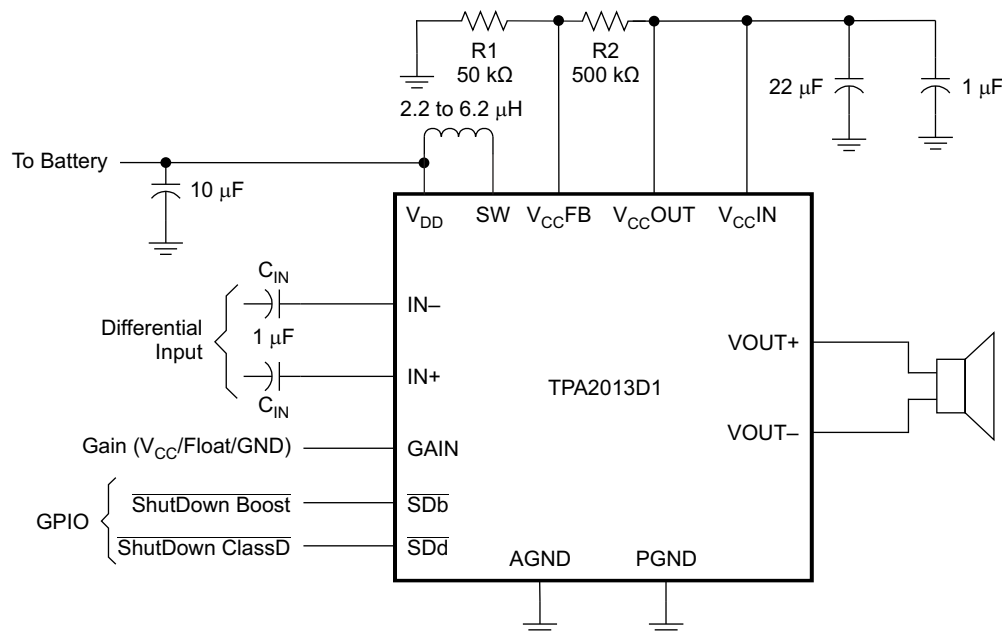 R1
50 kΩ
R2
500 kΩ
22 μF
1 μF
2.2 to 6.2 μH
To Battery
10 μF
VDD
SW
VCCFB
VCCOUT
VCCIN
CIN
IN–
Differential
Input
1 μF
IN+
CIN
VOUT+
TPA2013D1
VOUT–
Gain (VCC/Float/GND)
GAIN
GPIO
ShutDown Boost
SDb
ShutDown ClassD
SDd
AGND
PGND